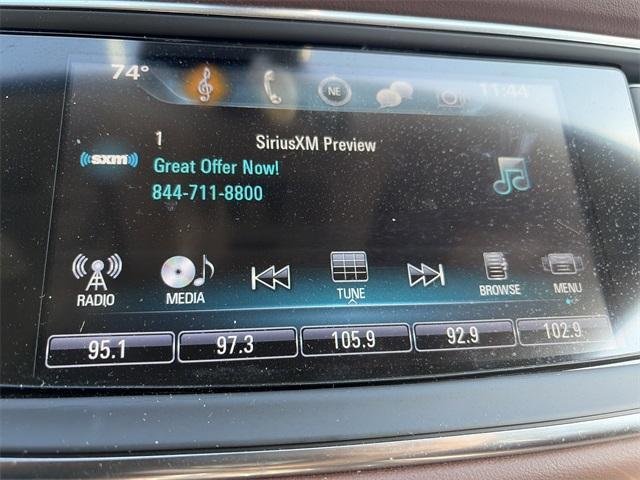 74° NE 11:44
1 SiriusXM Preview
((sxm)) Great Offer Now!
844-711-8800
RADIO MEDIA TUNE BROWSE MENU
95.1 97.3 105.9 92.9 102.9